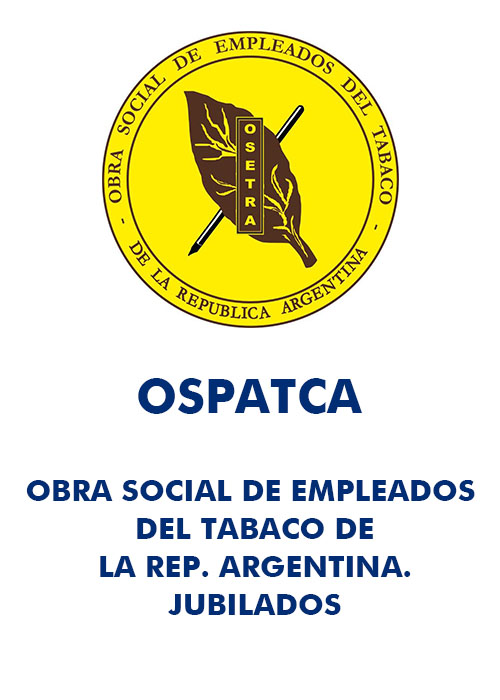 OBRA SOCIAL DE EMPLEADOS DEL TABACO
- DE LA REPUBLICA ARGENTINA -
OSETRA
OSPATCA
OBRA SOCIAL DE EMPLEADOS
DEL TABACO DE
LA REP. ARGENTINA.
JUBILADOS